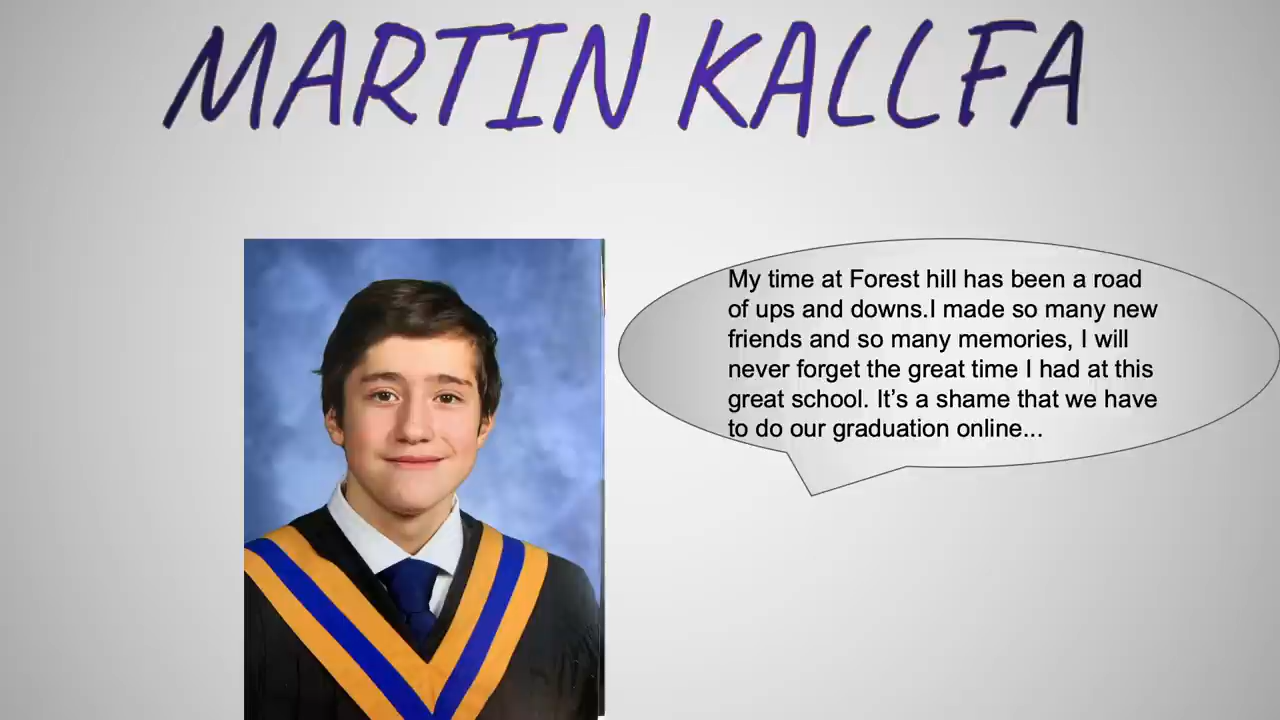 MARTIN KALLFA
My time at Forest hill has been a road
of ups and downs.I made so many new
friends and so many memories, I will
never forget the great time I had at this
great school. It’s a shame that we have
to do our graduation online...